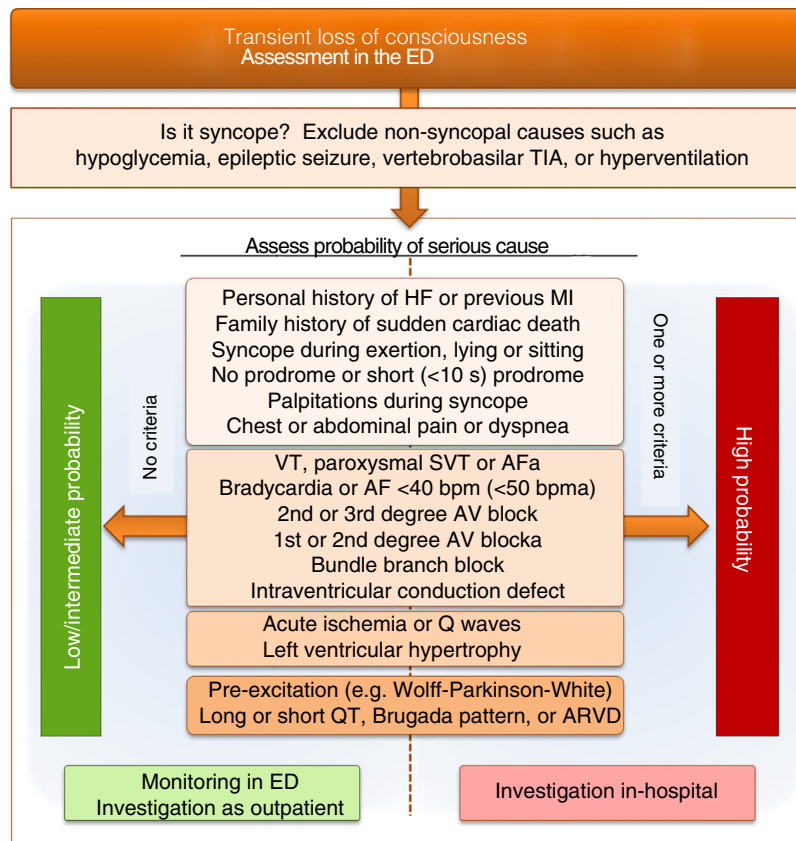 Transient loss of consciousness
Assessment in the ED
Is it syncope? Exclude non-syncopal causes such as
hypoglycemia, epileptic seizure, vertebrobasilar TIA, or hyperventilation
Assess probability of serious cause
Low/intermediate probability
No criteria
Personal history of HF or previous MI
Family history of sudden cardiac death
Syncope during exertion, lying or sitting
No prodrome or short (<10 s) prodrome
Palpitations during syncope
Chest or abdominal pain or dyspnea
VT, paroxysmal SVT or AFa
Bradycardia or AF <40 bpm (<50 bpma)
2nd or 3rd degree AV block
1st or 2nd degree AV blocka
Bundle branch block
Intraventricular conduction defect
Acute ischemia or Q waves
Left ventricular hypertrophy
Pre-excitation (e.g. Wolff-Parkinson-White)
Long or short QT, Brugada pattern, or ARVD
One or more
criteria
High probability
Monitoring in ED
Investigation as outpatient
Investigation in-hospital